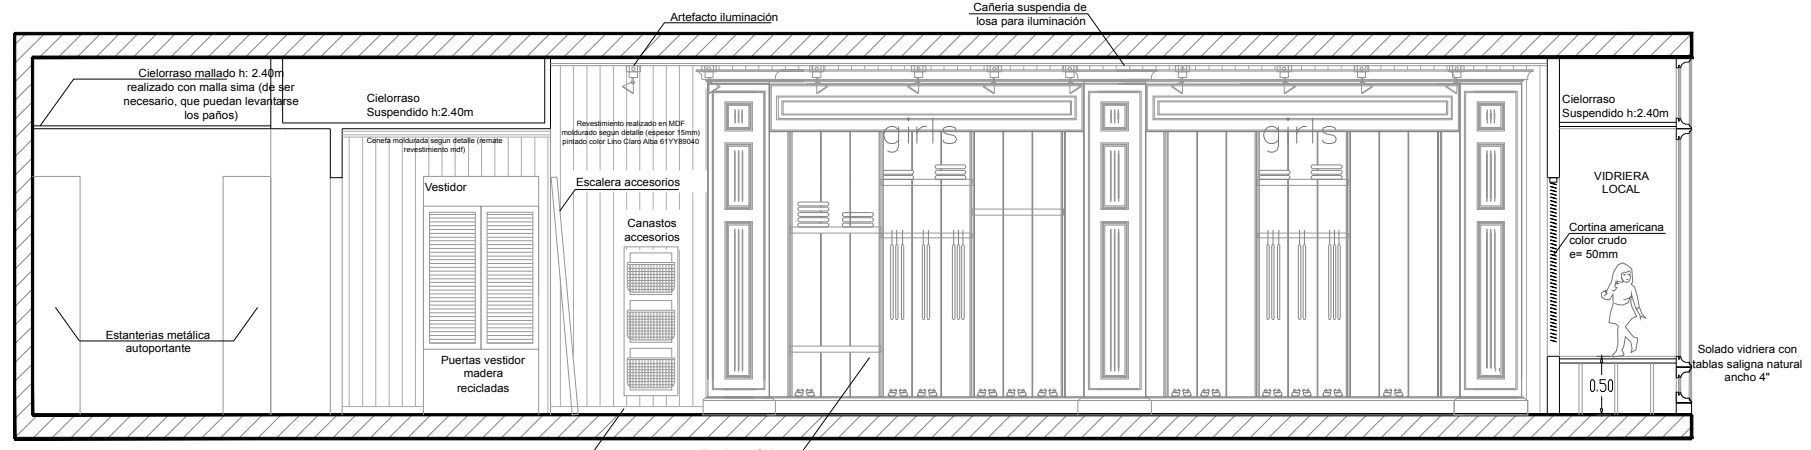 Artefacto iluminación
Cañeria suspendia de
losa para iluminación
Cielorraso mallado h: 2.40m
realizado con malla sima (de ser
necesario, que puedan levantarse
los paños)
Cielorraso
Suspendido h:2.40m
Cenefa moldurada segun detalle (remate
revestimiento mdf)
Revestimiento realizado en MDF
moldurado segun detalle (espesor 15mm)
pintado color Lino Claro Alba 61YY89040
Cielorraso
Suspendido h:2.40m
girls
girls
Vestidor
Escalera accesorios
Canastos
accesorios
VIDRIERA
LOCAL
Cortina americana
color crudo
e= 50mm
Estanterias metálica
autoportante
Puertas vestidor
madera
recicladas
0.50
Solado vidriera con
tablas saligna natural
ancho 4"